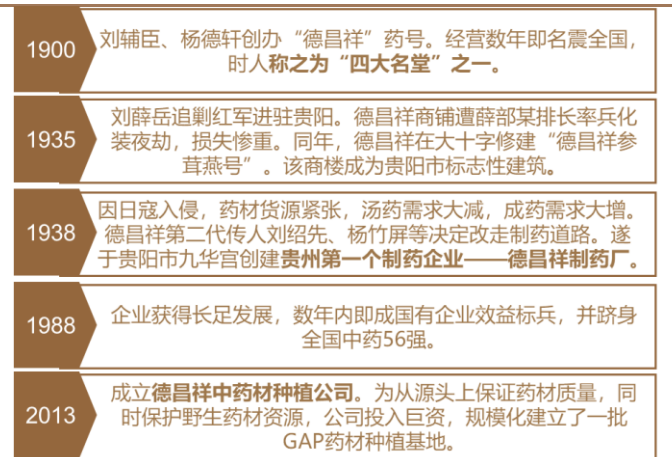 1900
刘辅臣、杨德轩创办“德昌祥”药号。经营数年即名震全国，
时人称之为“四大名堂”之一。
1935
刘薛岳追剿红军进驻贵阳。德昌祥商铺遭薛部某排长率兵化
装夜劫，损失惨重。同年，德昌祥在大十字修建“德昌祥参
茸燕号”。该商楼成为贵阳市标志性建筑。
1938
因日寇入侵，药材货源紧张，汤药需求大减，成药需求大增。
德昌祥第二代传人刘绍先、杨竹屏等决定改走制药道路。遂
于贵阳市九华宫创建贵州第一个制药企业——德昌祥制药厂。
1988
企业获得长足发展，数年内即成国有企业效益标兵，并跻身
全国中药56强。
2013
成立德昌祥中药材种植公司。为从源头上保证药材质量，同
时保护野生药材资源，公司投入巨资，规模化建立了一批
GAP药材种植基地。